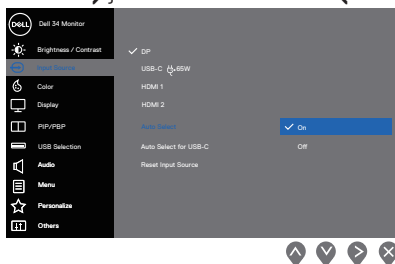 DELL
Dell 34 Monitor
Brightness / Contrast
Input Source
Color
Display
PIP/PBP
USB Selection
Audio
Menu
Personalize
Others
DP
USB-C 65W
HDMI 1
HDMI 2
Auto Select
Auto Select for USB-C
Reset Input Source
On
Off